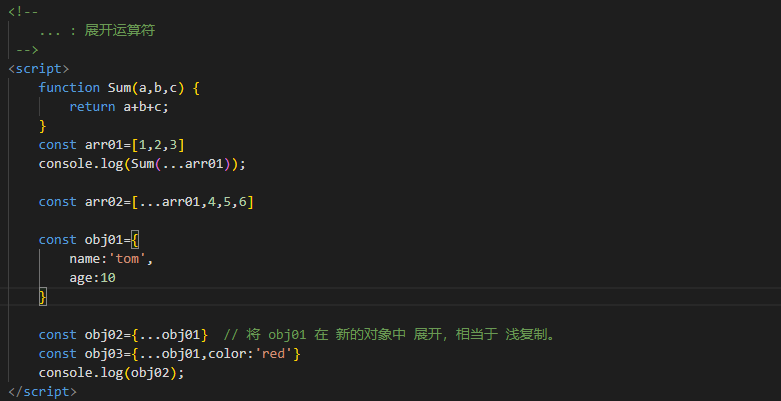 <!--
    ... : 展开运算符
 -->
<script>
    function Sum(a,b,c) {
        return a+b+c;
    }
    const arr01=[1,2,3]
    console.log(Sum(...arr01));

    const arr02=[...arr01,4,5,6]

    const obj01={
        name:'tom',
        age:10
    }

    const obj02={...obj01}  // 将 obj01 在 新的对象中 展开，相当于 浅复制。
    const obj03={...obj01,color:'red'}
    console.log(obj02);
</script>